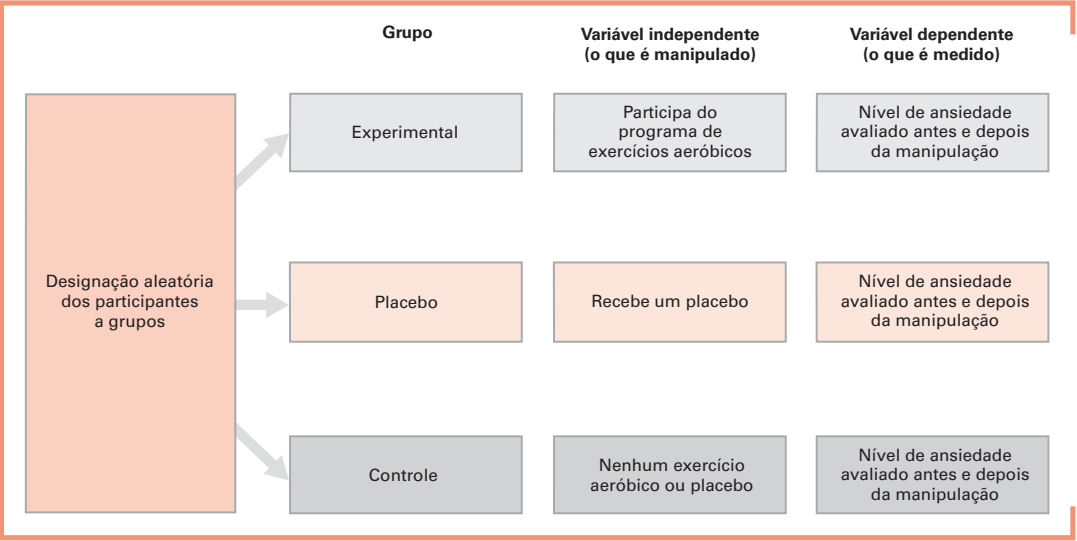 Grupo
Variável independente
(o que é manipulado)
Variável dependente
(o que é medido)
Designação aleatória
dos participantes
a grupos
Experimental
Participa do
programa de
exercícios aeróbicos
Nível de ansiedade
avaliado antes e depois
da manipulação
Placebo
Recebe um placebo
Nível de ansiedade
avaliado antes e depois
da manipulação
Controle
Nenhum exercício
aeróbico ou placebo
Nível de ansiedade
avaliado antes e depois
da manipulação